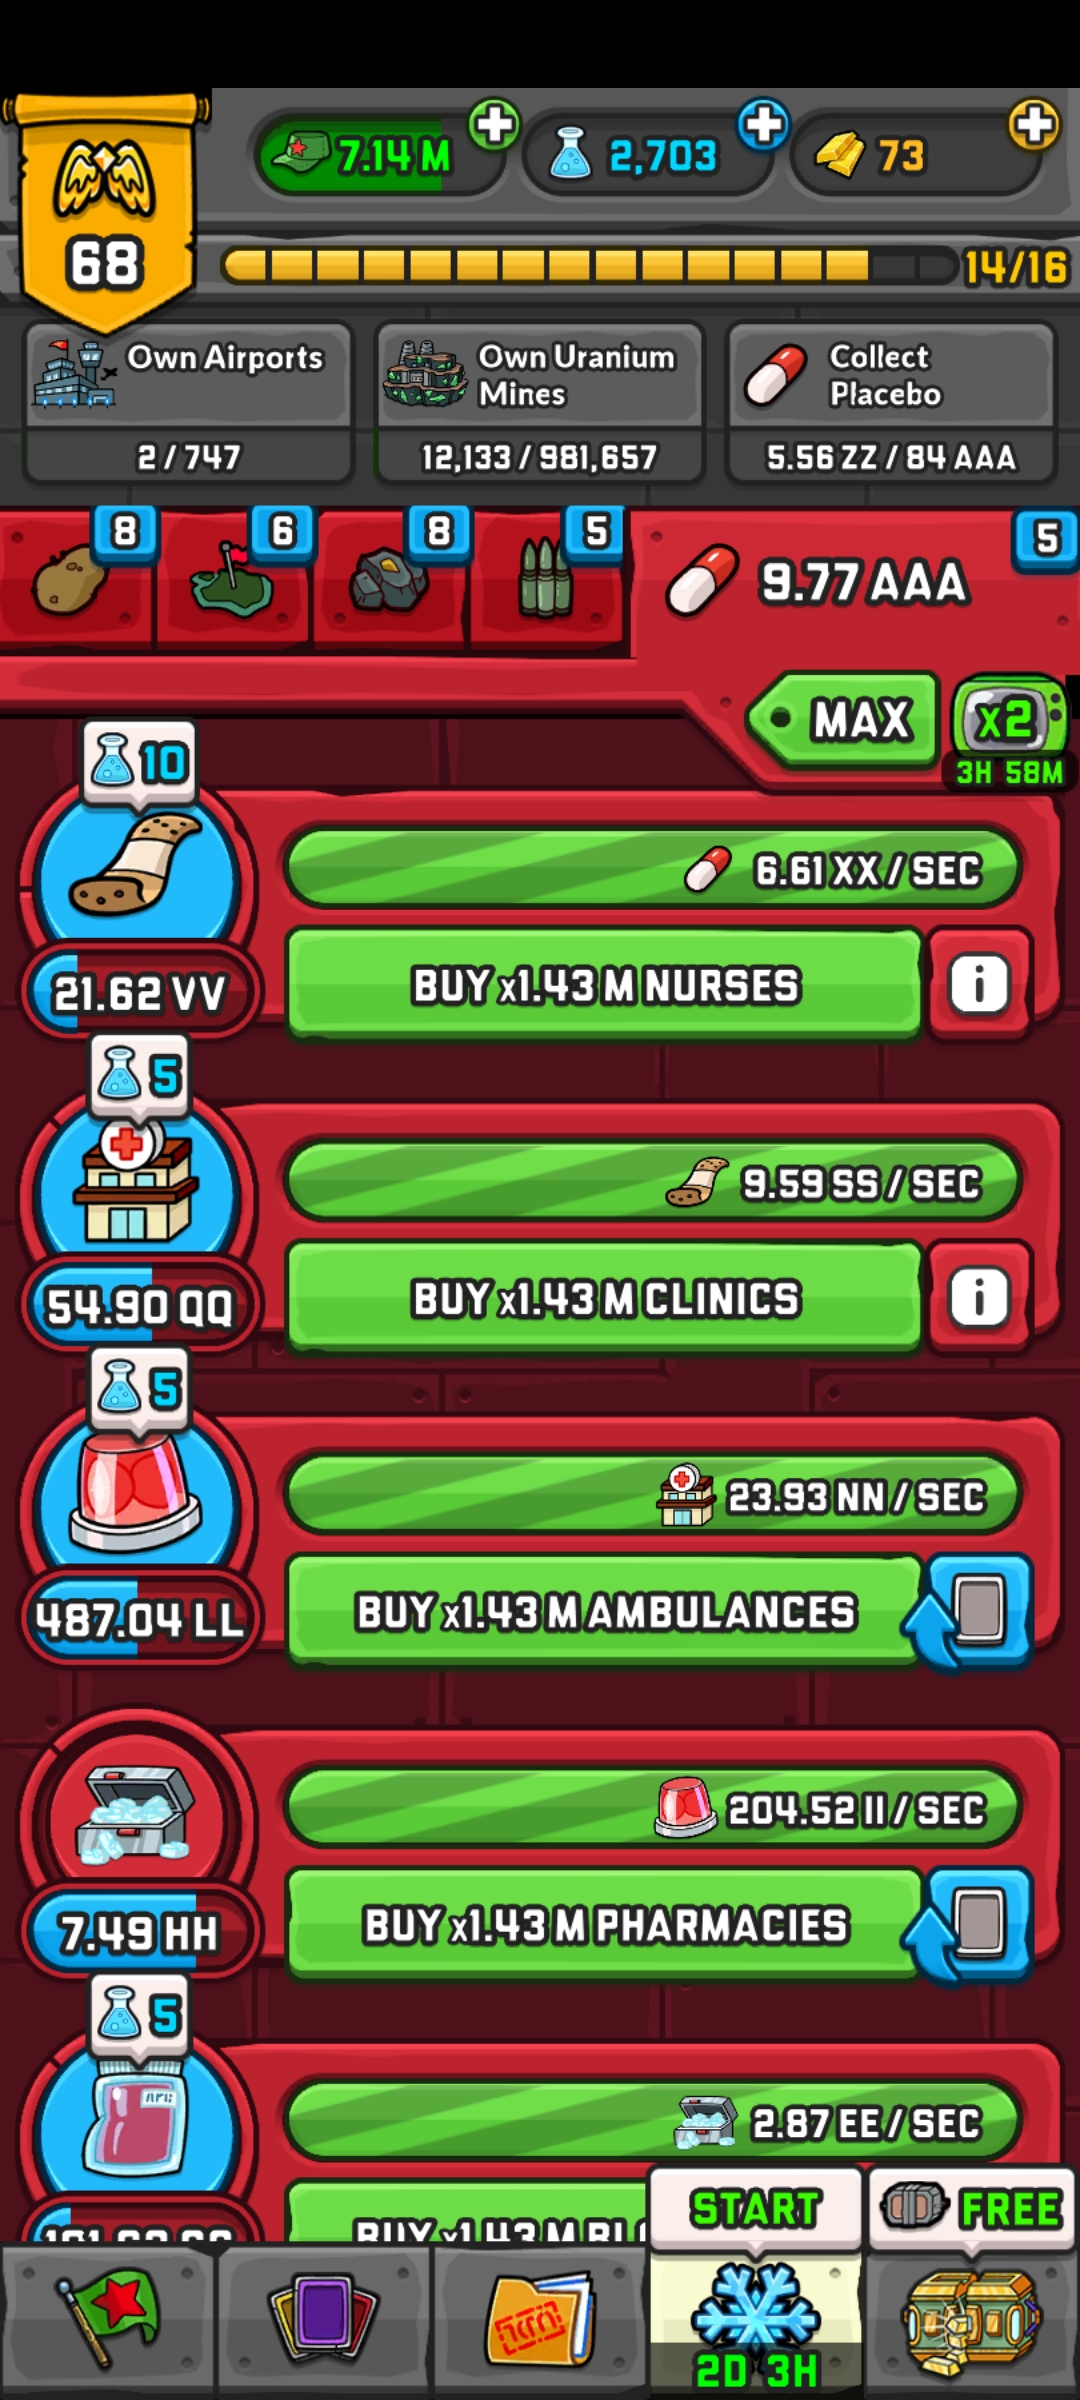 7.14 M
2,703
73
68
14/16
Own Airports
2 / 747
Own Uranium
Mines
12,133 / 981,657
Collect
Placebo
5.56 ZZ / 84 AAA
8
6
8
5
9.77 AAA
5
MAX
x2
3H 58M
10
6.61 XX / SEC
21.62 VV
BUY x1.43 M NURSES
i
5
9.59 SS / SEC
54.90 QQ
BUY x1.43 M CLINICS
i
5
23.93 NN / SEC
487.04 LL
BUY x1.43 M AMBULANCES
204.52 II / SEC
7.49 HH
BUY x1.43 M PHARMACIES
5
2.87 EE / SEC
BUY x1.43 M
START
FREE
2D 3H